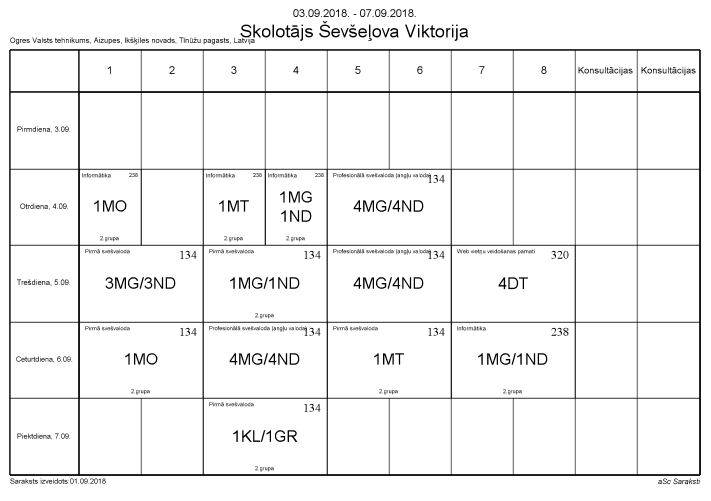 03.09.2018. - 07.09.2018.
Skolotājs Ševšeļova Viktorija
Ogres Valsts tehnikums, Aizupes, Ikšķiles novads, Tīnūžu pagasts, Latvija
1 2 3 4 5 6 7 8 Konsultācijas Konsultācijas
Pirmdiena, 3.09.
Otrdiena, 4.09.
Informātika 238
1MO
2.grupa
Informātika 238
1MT
2.grupa
Informātika 238
1MG
1ND
2.grupa
Profesionālā svešvaloda (angļu valoda) 134
4MG/4ND
Trešdiena, 5.09.
Pirmā svešvaloda 134
3MG/3ND
Pirmā svešvaloda 134
1MG/1ND
2.grupa
Profesionālā svešvaloda (angļu valoda) 134
4MG/4ND
Web vietņu veidošanas pamati 320
4DT
Ceturtdiena, 6.09.
Pirmā svešvaloda 134
1MO
2.grupa
Profesionālā svešvaloda (angļu valoda) 134
4MG/4ND
Pirmā svešvaloda 134
1MT
2.grupa
Informātika 238
1MG/1ND
2.grupa
Piektdiena, 7.09.
Pirmā svešvaloda 134
1KL/1GR
2.grupa
Saraksts izveidots:01.09.2018
aSc Saraksti